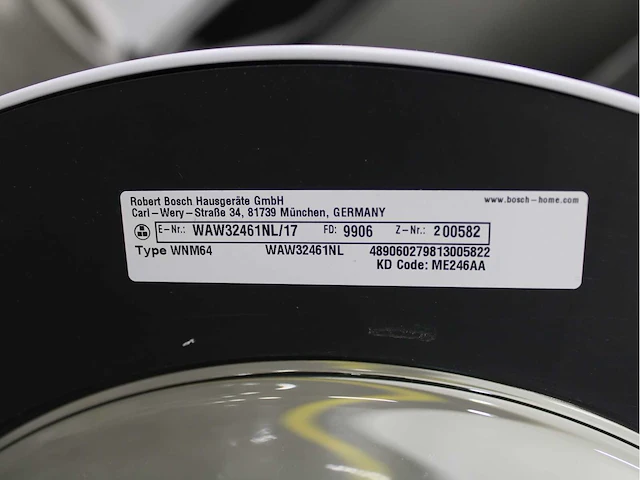 Robert Bosch Hausgeräte GmbH www.bosch-home.com
Carl-Wery-Straße 34, 81739 München, GERMANY
E-Nr.: WAW32461NL/17 FD: 9906 Z-Nr.: 200582
Type WNM64 WAW32461NL 489060279813005822
KD Code: ME246AA